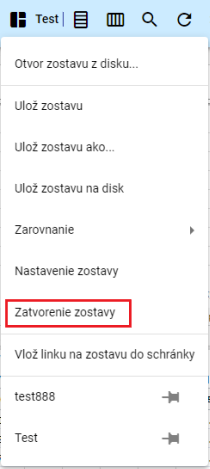 Test
Otvor zostavu z disku...
Ulož zostavu
Ulož zostavu ako...
Ulož zostavu na disk
Zarovnanie
Nastavenie zostavy
Zatvorenie zostavy
Vlož linku na zostavu do schránky
test888
Test